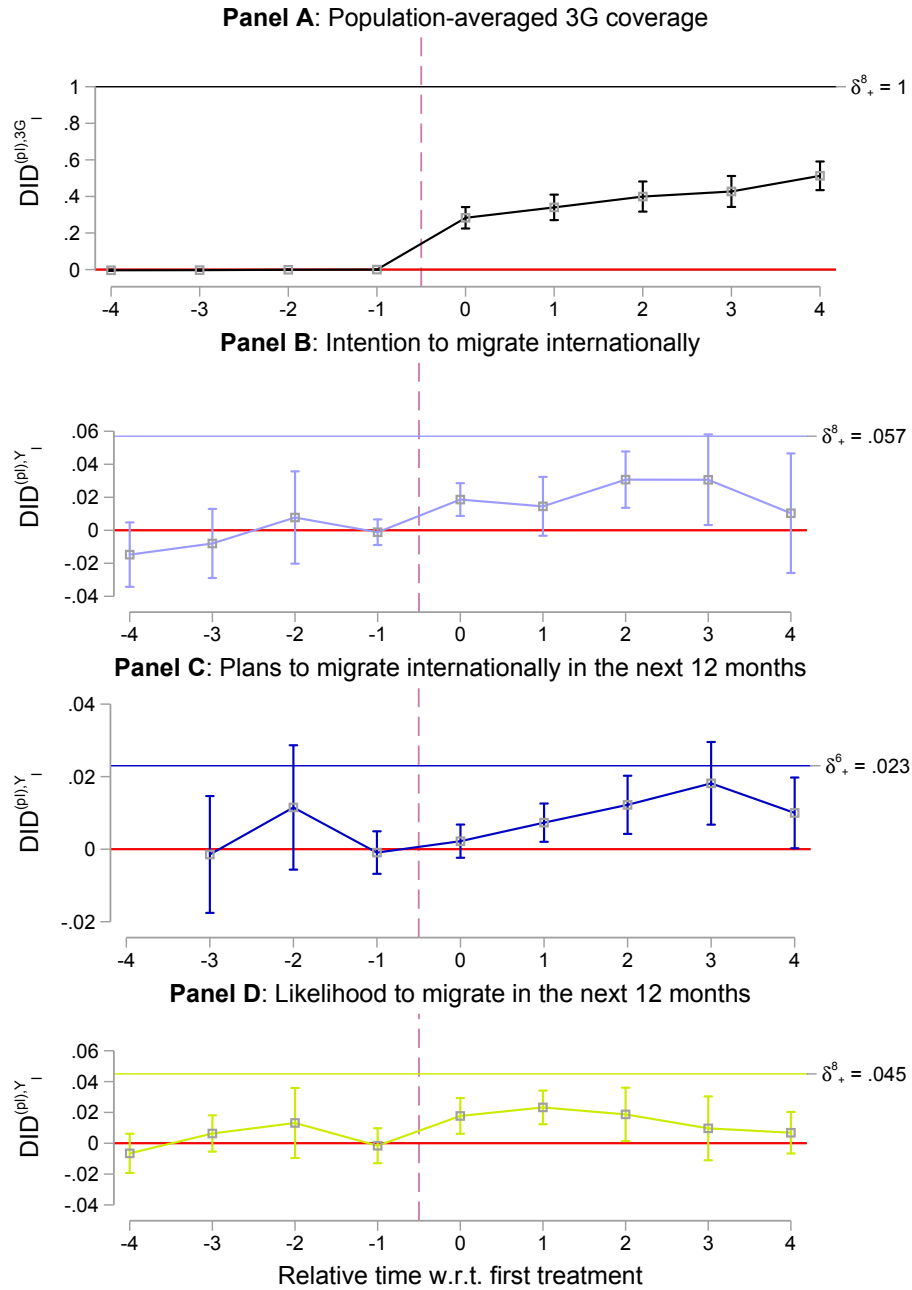 Panel A: Population-averaged 3G coverage
DID^(pl),3G_l
1
.8
.6
.4
.2
0
δ^8_+ = 1
-4 -3 -2 -1 0 1 2 3 4
Panel B: Intention to migrate internationally
DID^(pl),Y_l
.06
.04
.02
0
-.02
-.04
δ^8_+ = .057
-4 -3 -2 -1 0 1 2 3 4
Panel C: Plans to migrate internationally in the next 12 months
DID^(pl),Y_l
.04
.02
0
-.02
δ^6_+ = .023
-4 -3 -2 -1 0 1 2 3 4
Panel D: Likelihood to migrate in the next 12 months
DID^(pl),Y_l
.06
.04
.02
0
-.02
-.04
δ^8_+ = .045
-4 -3 -2 -1 0 1 2 3 4
Relative time w.r.t. first treatment